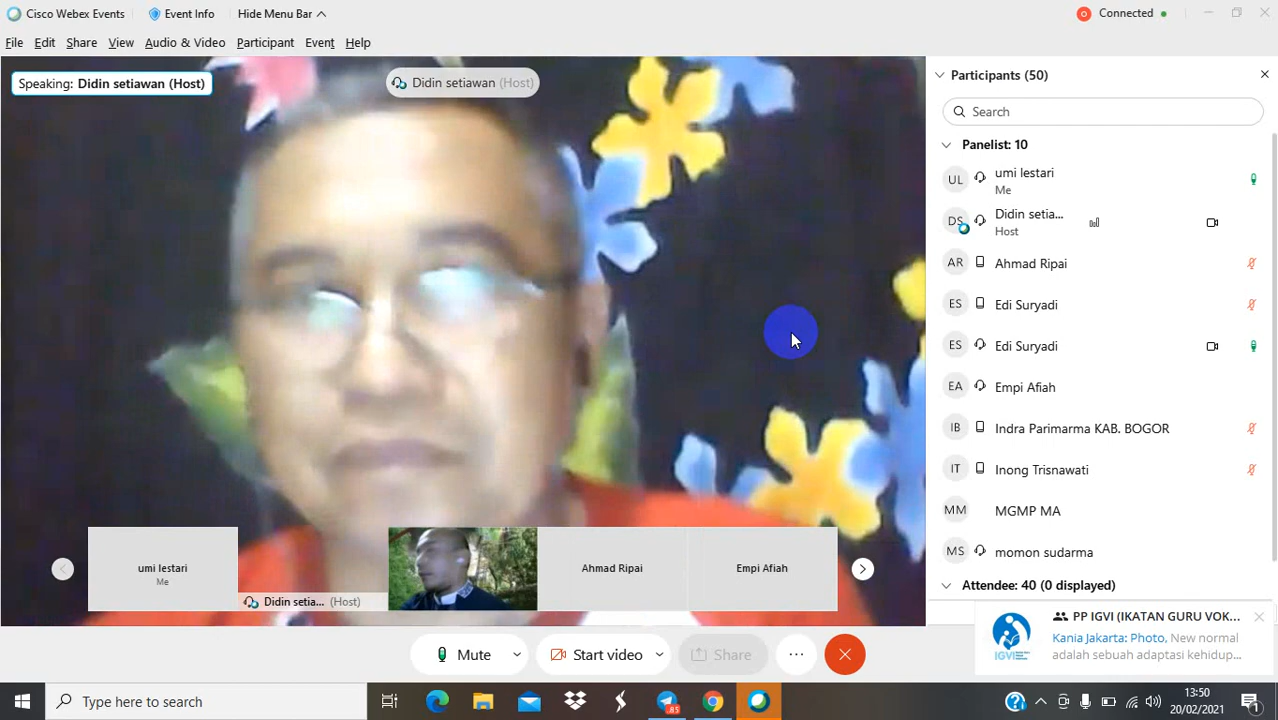 Cisco Webex Events
Event Info
Hide Menu Bar
Connected
File Edit Share View Audio & Video Participant Event Help
Speaking: Didin setiawan (Host)
Didin setiawan (Host)
Participants (50)
Search
Panelist: 10
UL umi lestari
Me
DS Didin setia...
Host
AR Ahmad Ripai
ES Edi Suryadi
ES Edi Suryadi
EA Empi Afiah
IB Indra Parimarma KAB. BOGOR
IT Inong Trisnawati
MM MGMP MA
MS momon sudarma
Attendee: 40 (0 displayed)
umi lestari
Me
Didin setia... (Host)
Ahmad Ripai
Empi Afiah
PP IGVI (IKATAN GURU VOK...
Kania Jakarta: Photo, New normal
adalah sebuah adaptasi kehidup...
IGVI
Mute
Start video
Share
Type here to search
85
13:50
20/02/2021
1